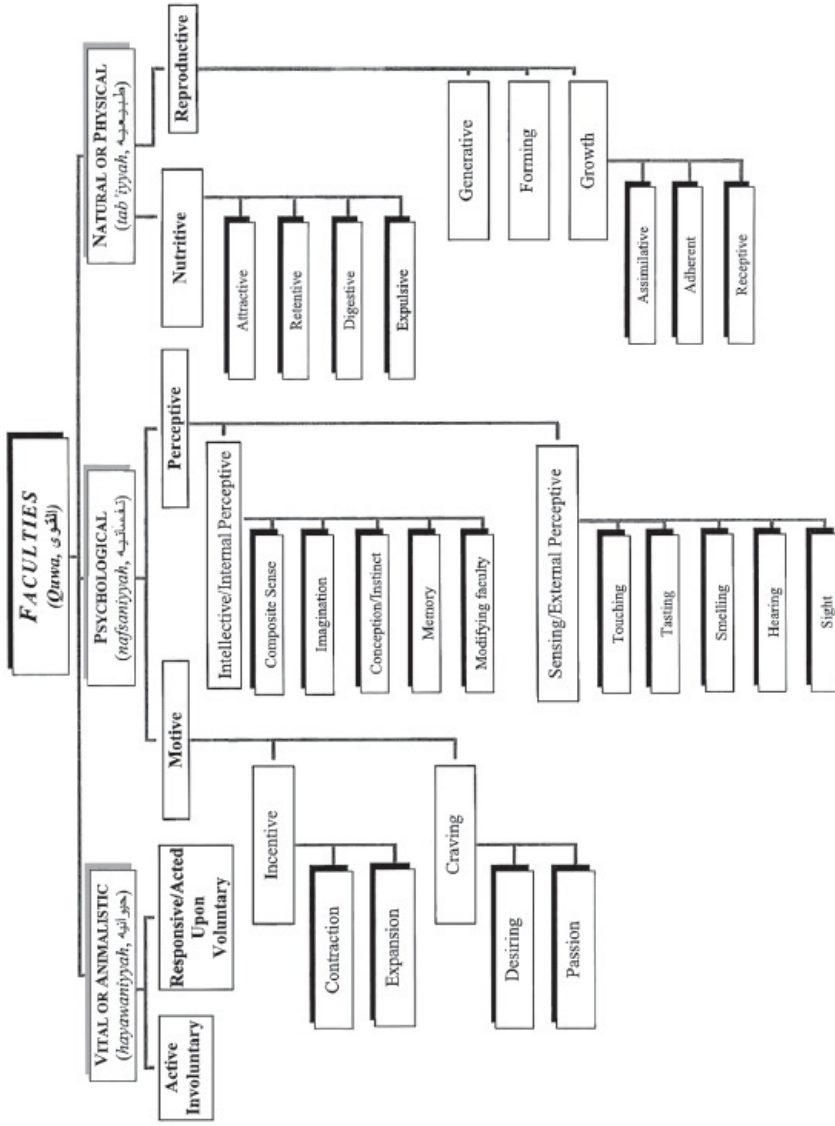 FACULTIES
(Quwa, القوى)
VITAL OR ANIMALISTIC
(hayawaniyyah, حيوانيه)
Active
Involuntary
Responsive/Acted
Upon
Voluntary
PSYCHOLOGICAL
(nafsaniyyah, نفسانيه)
Motive
Incentive
Contraction
Expansion
Craving
Desiring
Passion
Perceptive
Intellective/Internal Perceptive
Composite Sense
Imagination
Conception/Instinct
Memory
Modifying faculty
Sensing/External Perceptive
Touching
Tasting
Smelling
Hearing
Sight
NATURAL OR PHYSICAL
(tab'iyyah, طبيعيه)
Nutritive
Attractive
Retentive
Digestive
Expulsive
Reproductive
Generative
Forming
Growth
Assimilative
Adherent
Receptive